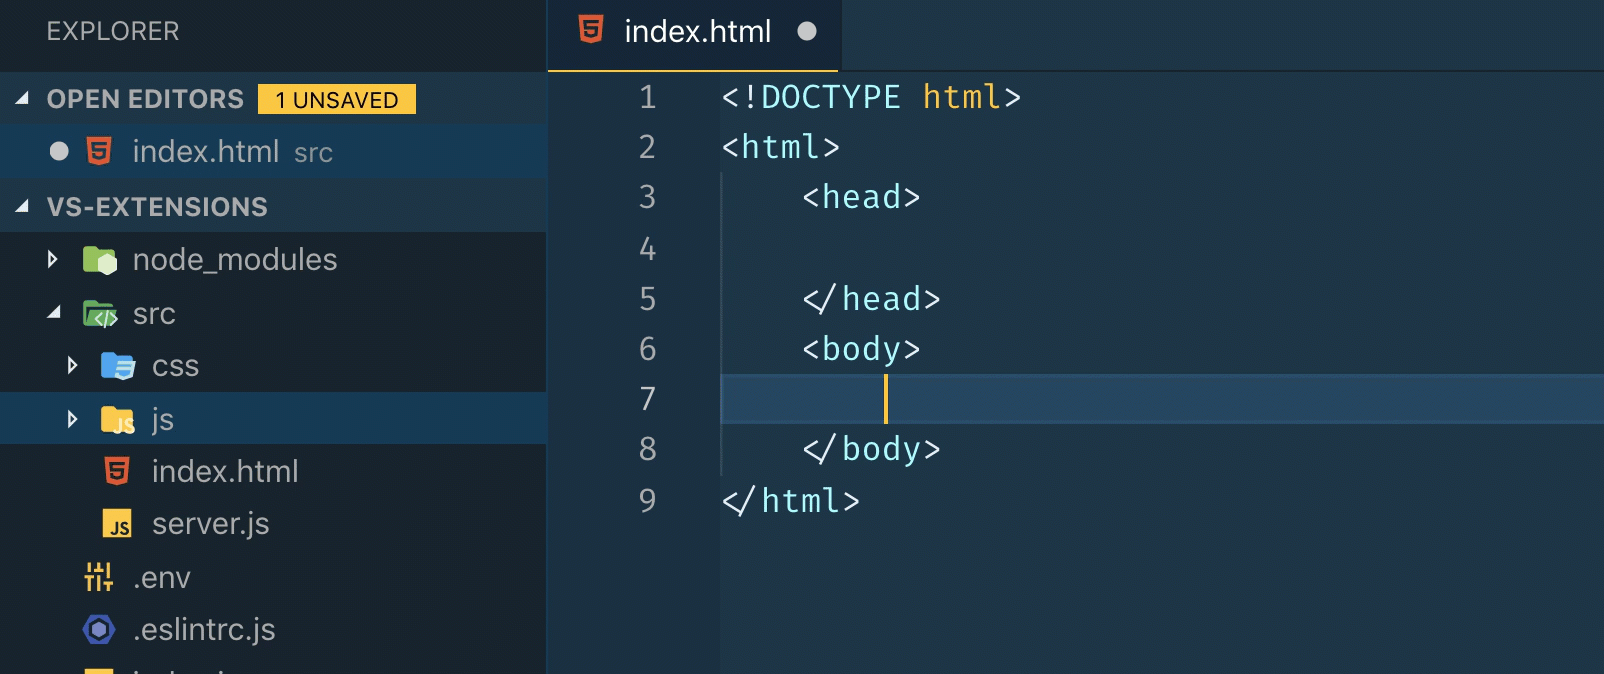 EXPLORER
OPEN EDITORS 1 UNSAVED
index.html src
VS-EXTENSIONS
node_modules
src
css
js
index.html
server.js
.env
.eslintrc.js
index.html
1 <!DOCTYPE html>
2 <html>
3 <head>
4
5 </head>
6 <body>
7
8 </body>
9 </html>